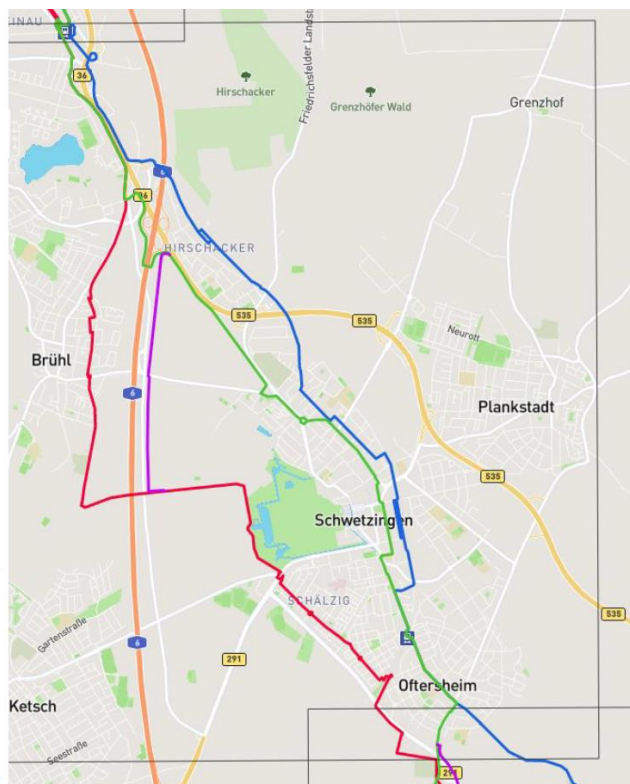 EINAU
36
Hirschacker
Friedrichsfelder Landst
Grenzhöfer Wald
Grenzhof
6
36
HIRSCHACKER
535
535
Neurott
Brühl
6
Plankstadt
535
Schwetzingen
SCHÄLZIG
535
Gartenstraße
6
291
Ketsch
Oftersheim
Seestraße
291